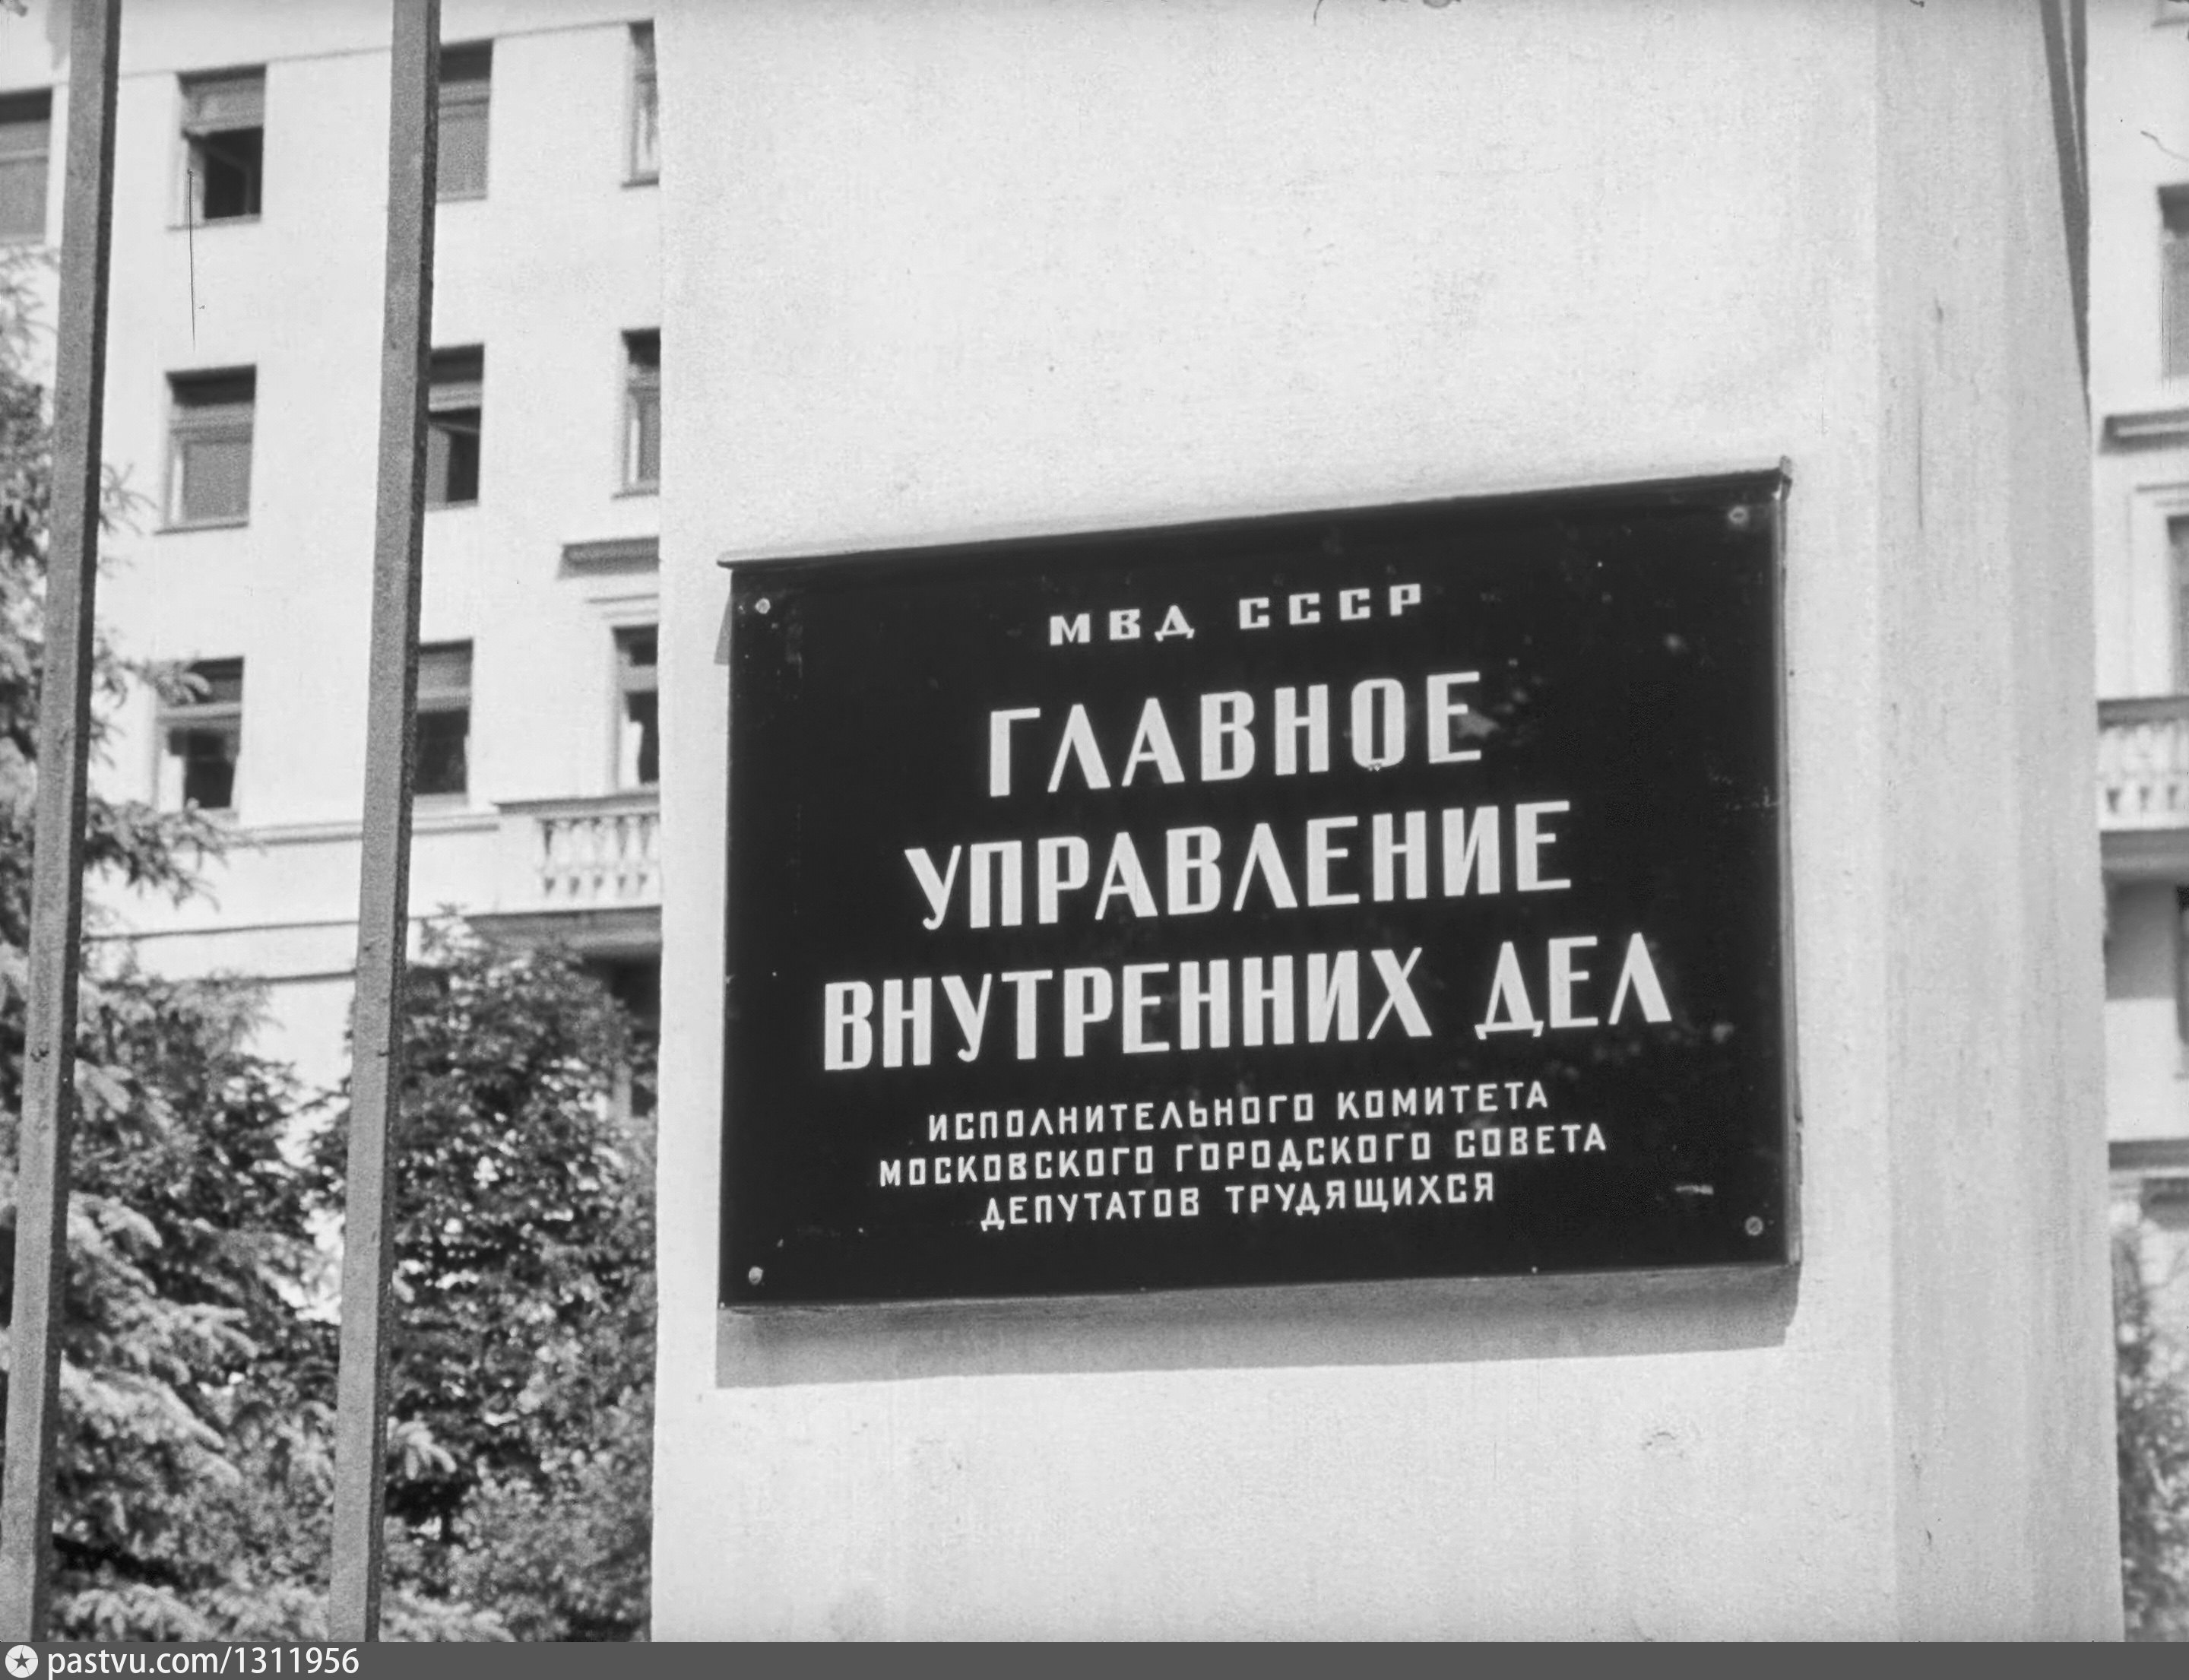 МВД СССР
ГЛАВНОЕ
УПРАВЛЕНИЕ
ВНУТРЕННИХ ДЕЛ
ИСПОЛНИТЕЛЬНОГО КОМИТЕТА
МОСКОВСКОГО ГОРОДСКОГО СОВЕТА
ДЕПУТАТОВ ТРУДЯЩИХСЯ
pastvu.com/1311956